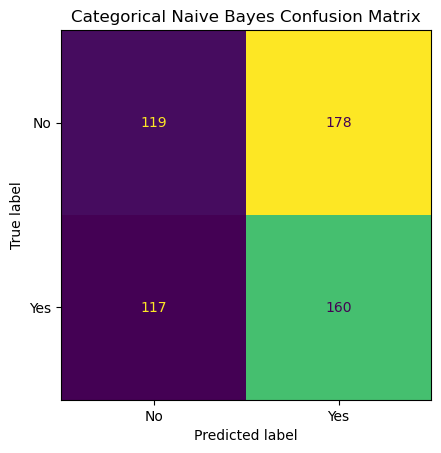 Categorical Naive Bayes Confusion Matrix
No
119
178
True label
Yes
117
160
No
Yes
Predicted label